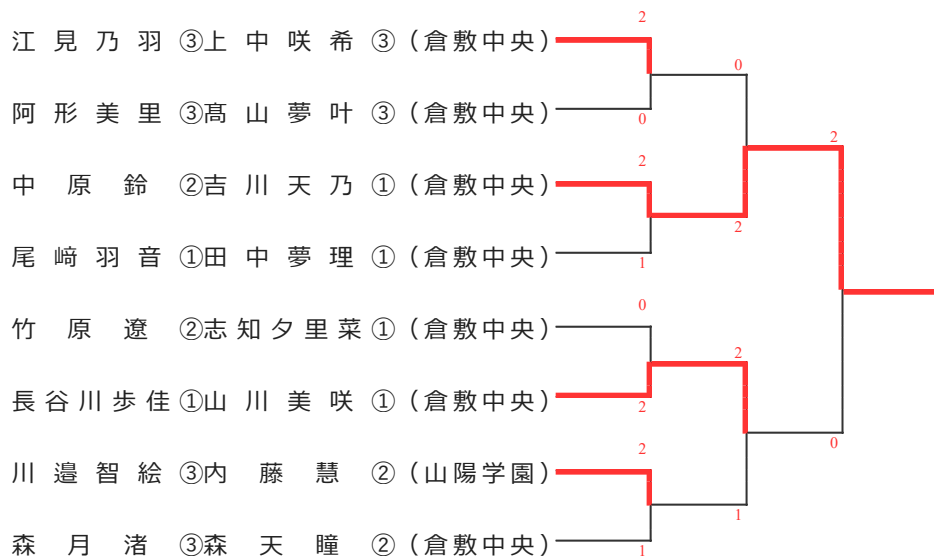 2
江見乃羽 ③上中咲希 ③ (倉敷中央)
0
阿形美里 ③髙山夢叶 ③ (倉敷中央)
0
2
2
中原鈴 ②吉川天乃 ① (倉敷中央)
2
尾﨑羽音 ①田中夢理 ① (倉敷中央)
1
0
竹原遼 ②志知夕里菜 ① (倉敷中央)
2
長谷川歩佳 ①山川美咲 ① (倉敷中央)
2
0
2
川邉智絵 ③内藤慧 ② (山陽学園)
1
森月渚 ③森天瞳 ② (倉敷中央)
1